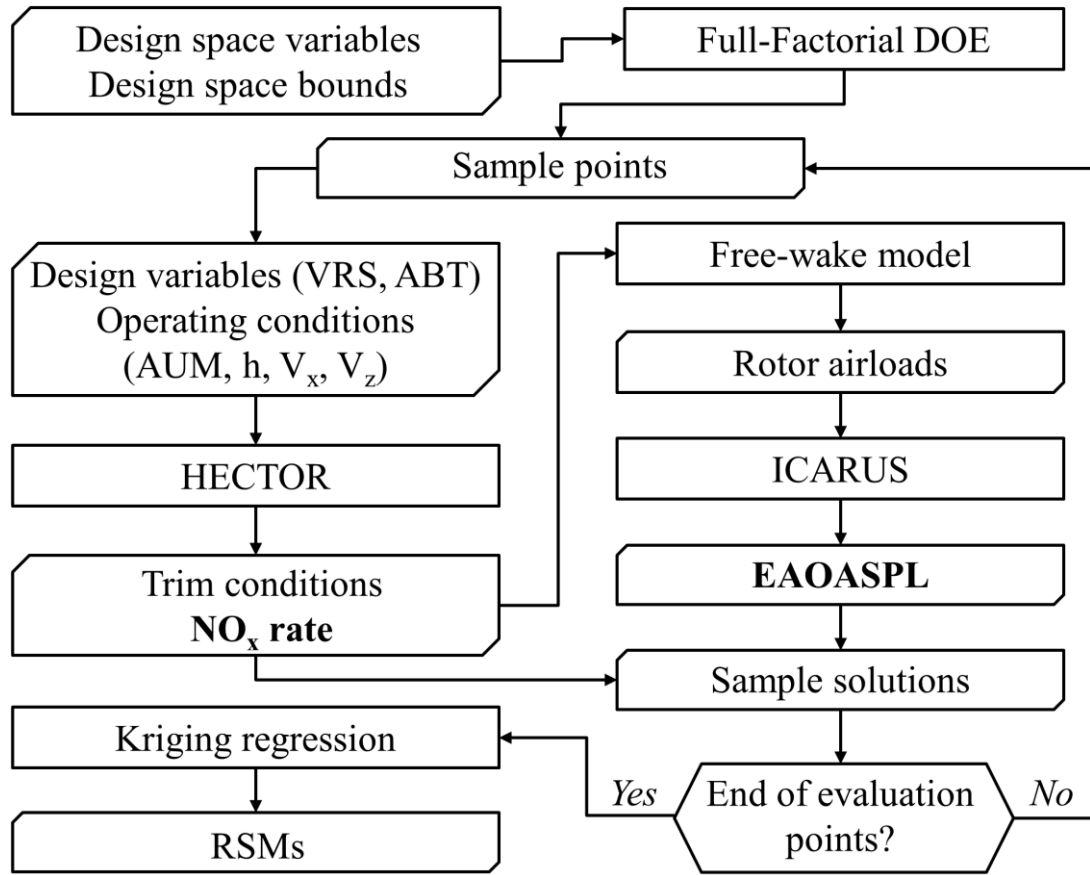 Design space variables
Design space bounds
Full-Factorial DOE
Sample points
Design variables (VRS, ABT)
Operating conditions
(AUM, h, Vₓ, V_z)
HECTOR
Trim conditions
NOₓ rate
Free-wake model
Rotor airloads
ICARUS
EAOASPL
Sample solutions
End of evaluation
points?
Yes
No
Kriging regression
RSMs